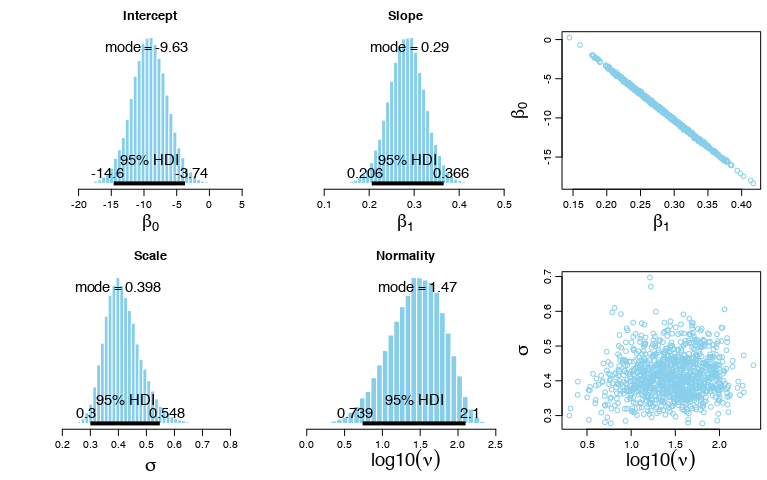 Intercept
mode = -9.63
95% HDI
-14.6 -3.74
-20 -15 -10 -5 0 5
β0
Slope
mode = 0.29
95% HDI
0.206 0.366
0.1 0.2 0.3 0.4 0.5
β1
0
-5
-10
-15
β0
0.15 0.20 0.25 0.30 0.35 0.40
β1
Scale
mode = 0.398
95% HDI
0.3 0.548
0.2 0.3 0.4 0.5 0.6 0.7 0.8
σ
Normality
mode = 1.47
95% HDI
0.739 2.1
0.0 0.5 1.0 1.5 2.0 2.5
log10(ν)
0.7
0.6
0.5
0.4
0.3
σ
0.5 1.0 1.5 2.0
log10(ν)